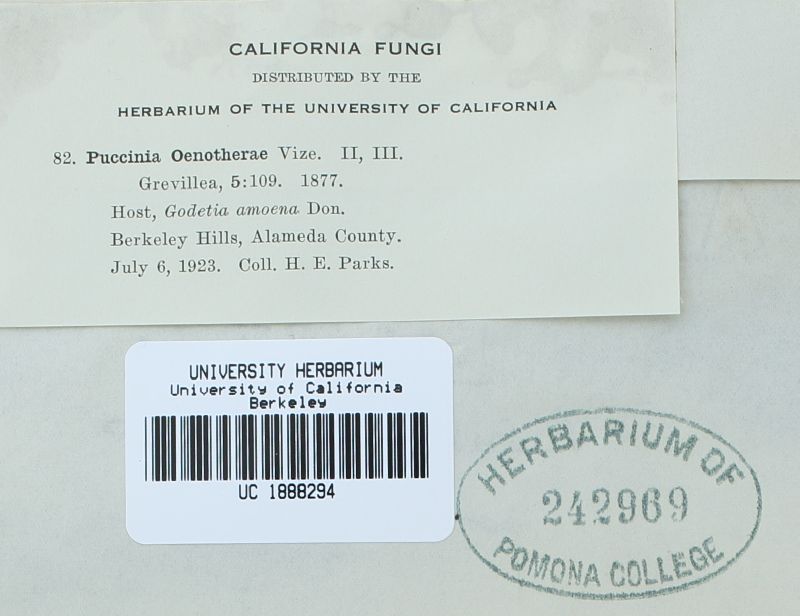 CALIFORNIA FUNGI
DISTRIBUTED BY THE
HERBARIUM OF THE UNIVERSITY OF CALIFORNIA
82. Puccinia Oenotherae Vize. II, III.
Grevillea, 5:109. 1877.
Host, Godetia amoena Don.
Berkeley Hills, Alameda County.
July 6, 1923. Coll. H. E. Parks.
UNIVERSITY HERBARIUM
University of California
Berkeley
UC 1888294
HERBARIUM OF
242969
POMONA COLLEGE